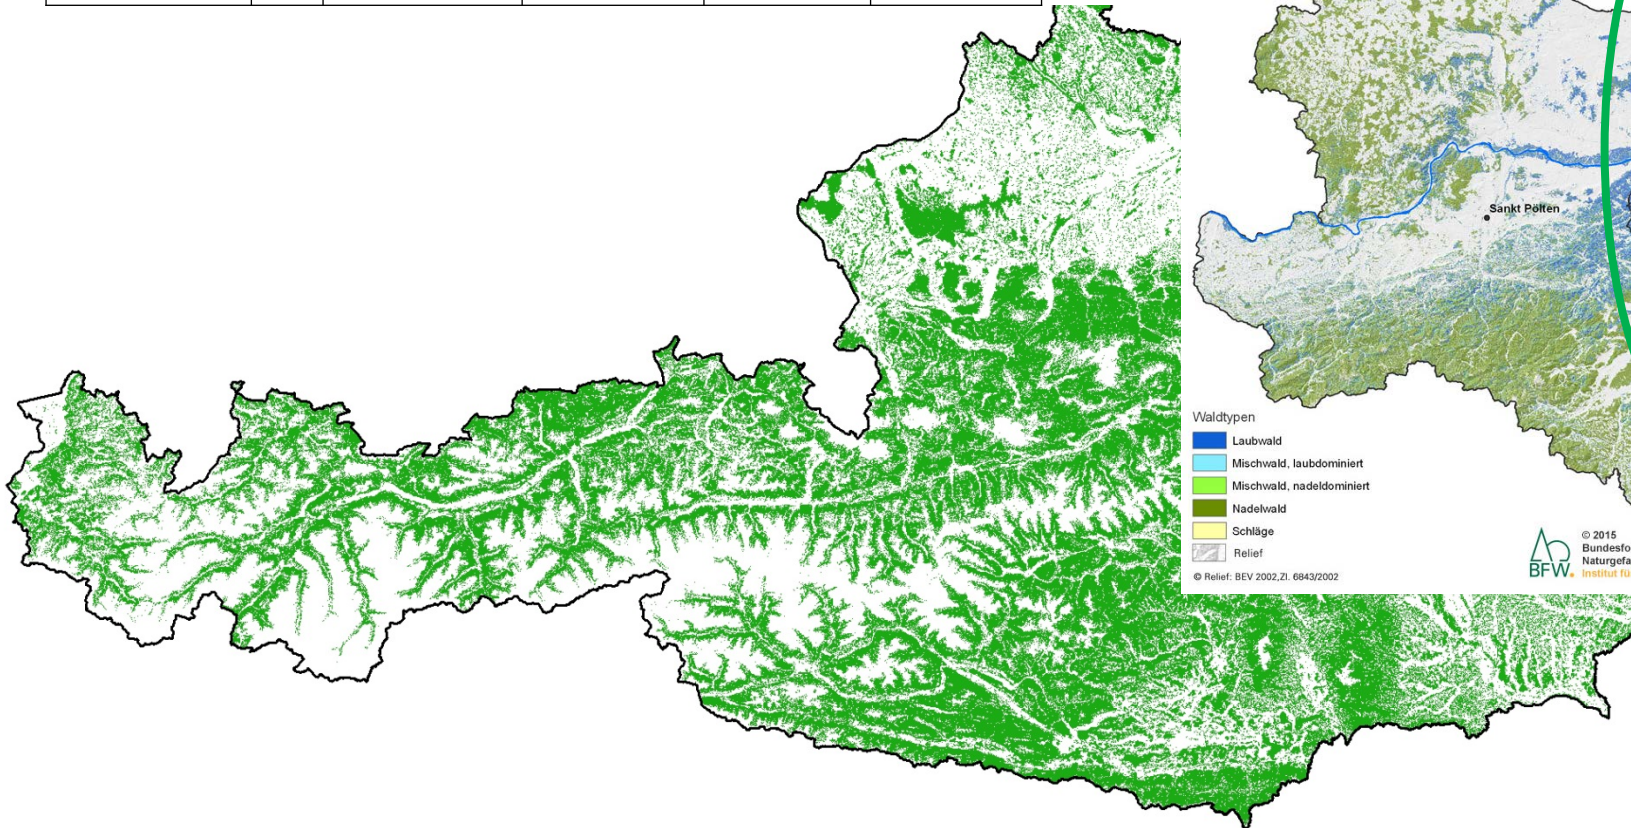 Sankt Pölten
Waldtypen
Laubwald
Mischwald, laubdominiert
Mischwald, nadeldominiert
Nadelwald
Schläge
Relief
© Relief: BEV 2002,Zl. 6843/2002
BFW.
© 2015